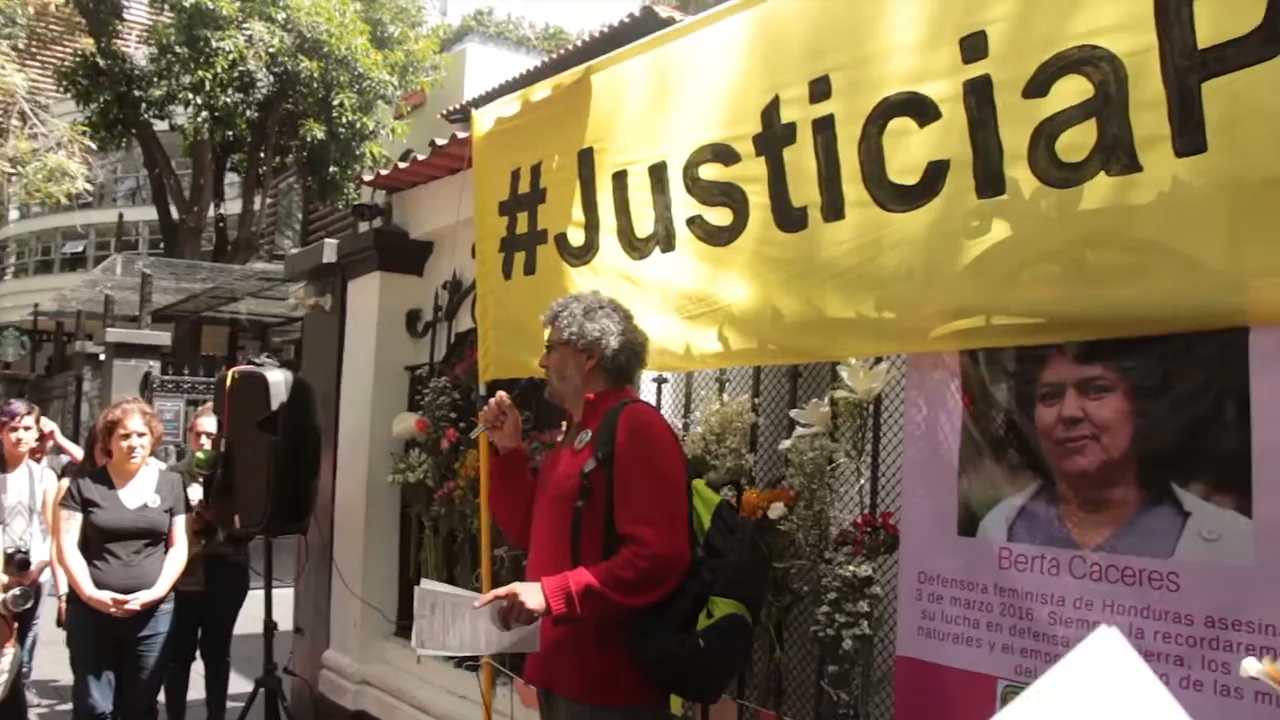 #JusticiaP
Berta Caceres
Defensora feminista de Honduras asesin
3 de marzo 2016. Siem la recordarem
su lucha en defensa erra, los
naturales y el emp o de las m
del